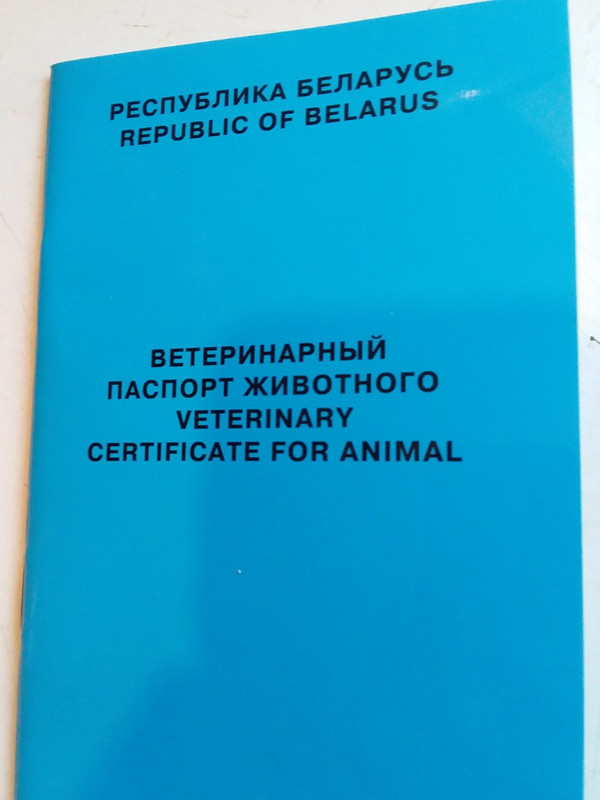 РЕСПУБЛИКА БЕЛАРУСЬ
REPUBLIC OF BELARUS
ВЕТЕРИНАРНЫЙ
ПАСПОРТ ЖИВОТНОГО
VETERINARY
CERTIFICATE FOR ANIMAL